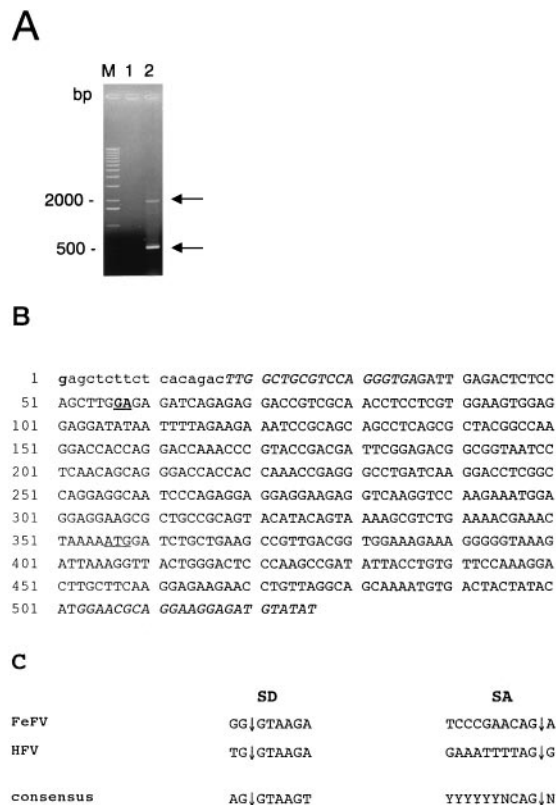 A
M 1 2
bp
2000 -
500 -
B
1 gagctcttct cacagacTTG GCTGCGTCCA GGGTGAGATT GAGACTCTCC
51 AGCTTGGAGA GATCAGAGAG GACCGTCGCA ACCTCCTCGT GGAAGTGGAG
101 GAGGATATAA TTTTAGAAGA AATCCGCAGC AGCCTCAGCG CTACGGCCAA
151 GGACCACCAG GACCAAACCC GTACCGACGA TTCGGAGACG GCGGTAATCC
201 TCAACAGCAG GGACCACCAC CAAACCGAGG GCCTGATCAA GGACCTCGGC
251 CAGGAGGCAA TCCCAGAGGA GGAGGAAGAG GTCAAGGTCC AAGAAATGGA
301 GGAGGAAGCG CTGCCGCAGT ACATACAGTA AAAGCGTCTG AAAACGAAAC
351 TAAAAATGGA TCTGCTGAAG CCGTTGACGG TGGAAAGAAA GGGGGTAAAG
401 ATTAAAGGTT ACTGGGACTC CCAAGCCGAT ATTACCTGTG TTCCAAAGGA
451 CTTGCTTCAA GGAGAAGAAC CTGTTAGGCA GCAAAATGTG ACTACTATAC
501 ATGGAACGCA GGAAGGAGAT GTATAT
C
SD SA
FeFV GG↓GTAAGA TCCCGAACAG↓A
HFV TG↓GTAAGA GAAATTTTAG↓G
consensus AG↓GTAAGT YYYYYYNCAG↓N